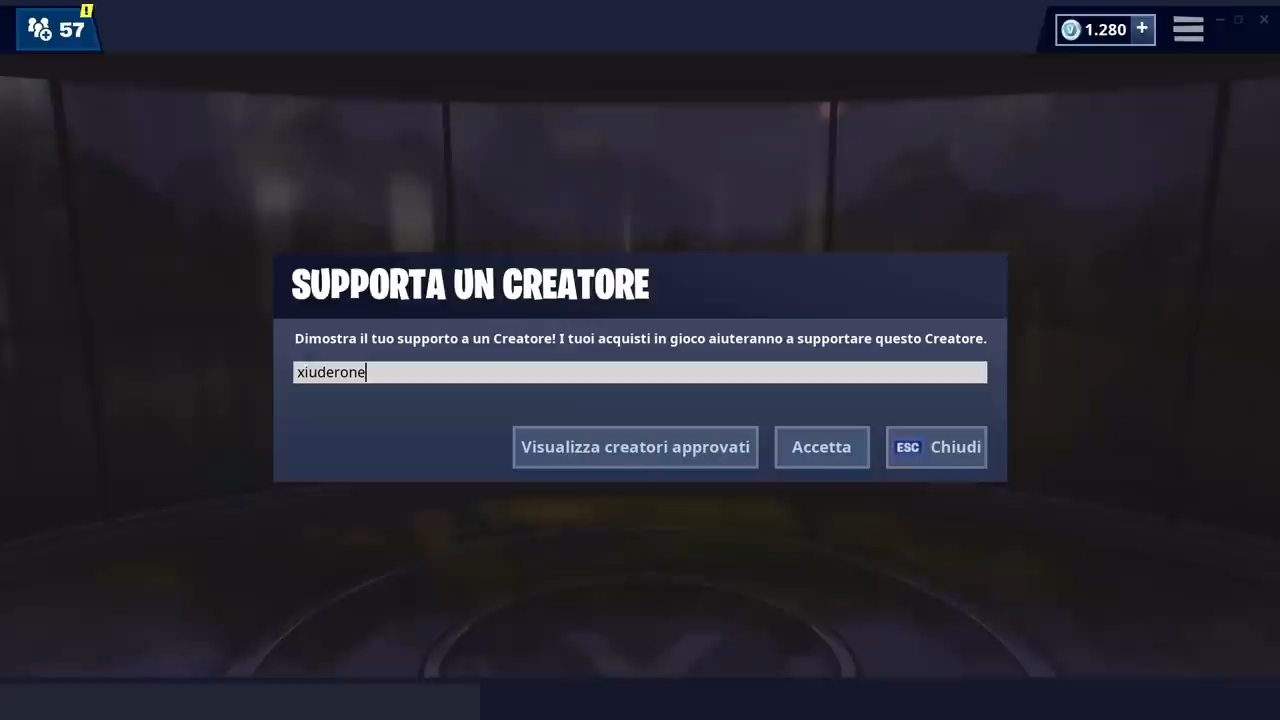 57
!
1.280 +
SUPPORTA UN CREATORE
Dimostra il tuo supporto a un Creatore! I tuoi acquisti in gioco aiuteranno a supportare questo Creatore.
xiuderone
Visualizza creatori approvati
Accetta
ESC Chiudi